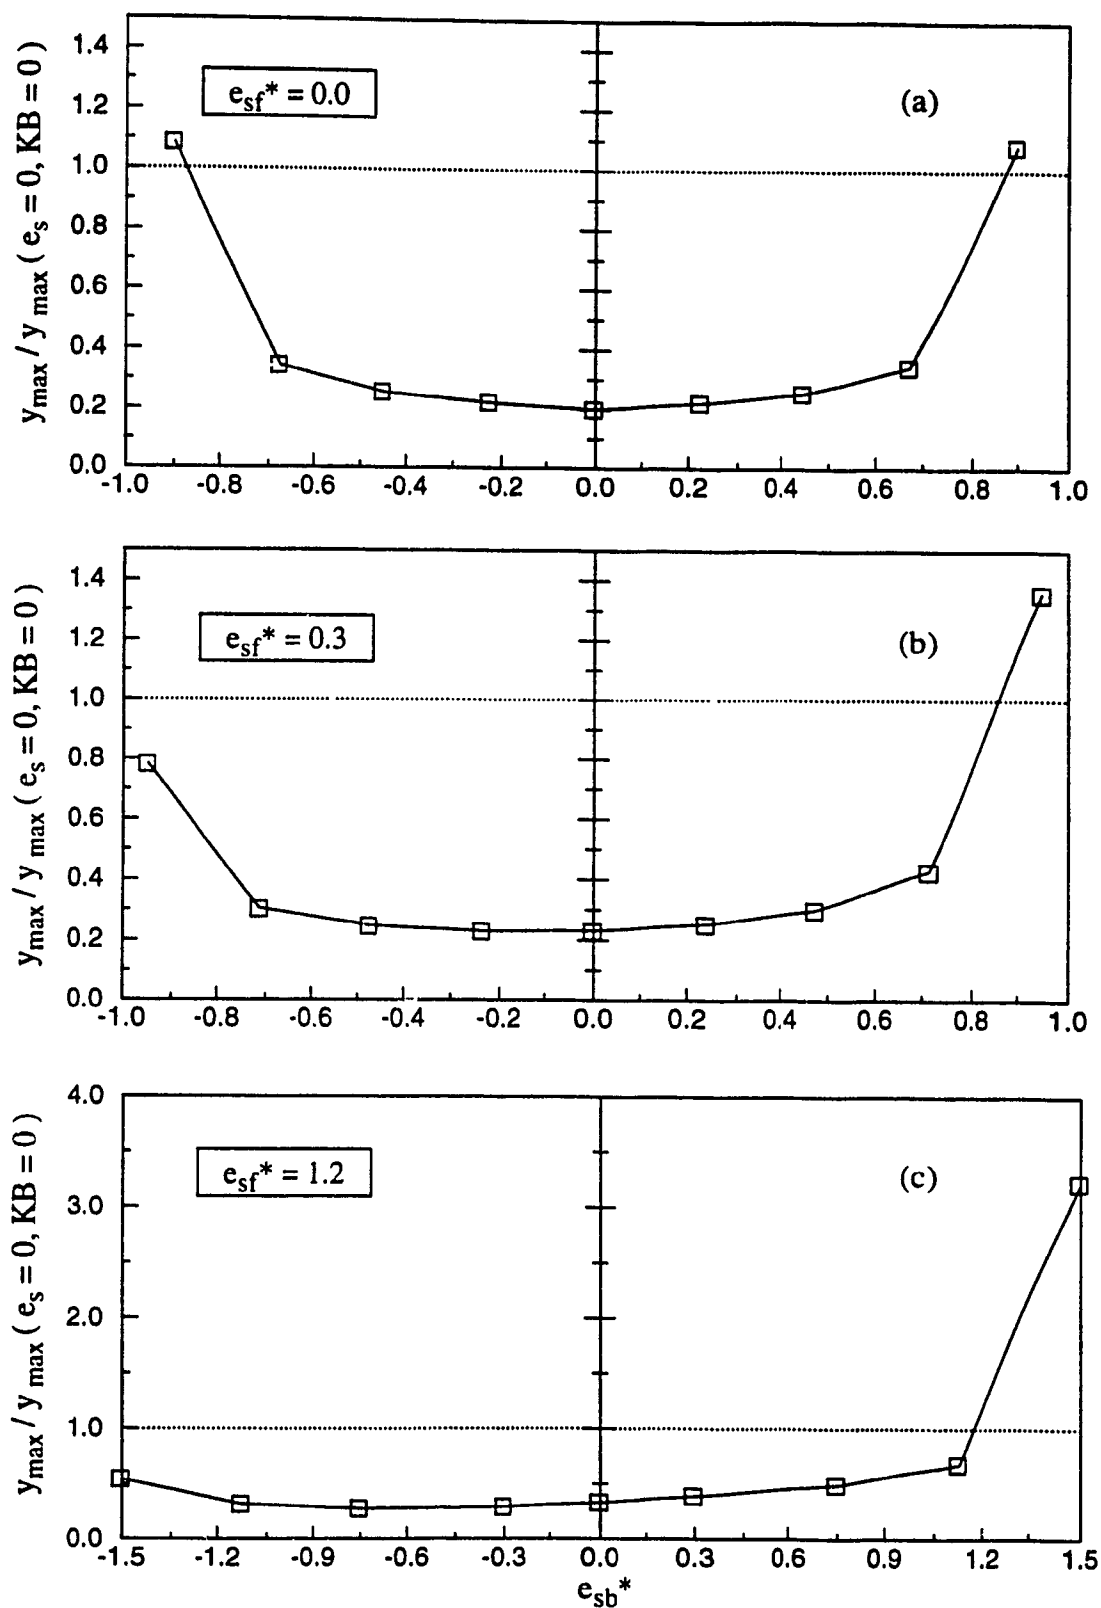 y_max / y_max ( e_s = 0, KB = 0)
1.4
1.2
1.0
0.8
0.6
0.4
0.2
0.0
e_sf* = 0.0
(a)
-1.0 -0.8 -0.6 -0.4 -0.2 0.0 0.2 0.4 0.6 0.8 1.0
y_max / y_max ( e_s = 0, KB = 0)
1.4
1.2
1.0
0.8
0.6
0.4
0.2
0.0
e_sf* = 0.3
(b)
-1.0 -0.8 -0.6 -0.4 -0.2 0.0 0.2 0.4 0.6 0.8 1.0
y_max / y_max ( e_s = 0, KB = 0)
4.0
3.0
2.0
1.0
0.0
e_sf* = 1.2
(c)
-1.5 -1.2 -0.9 -0.6 -0.3 0.0 0.3 0.6 0.9 1.2 1.5
e_sb*